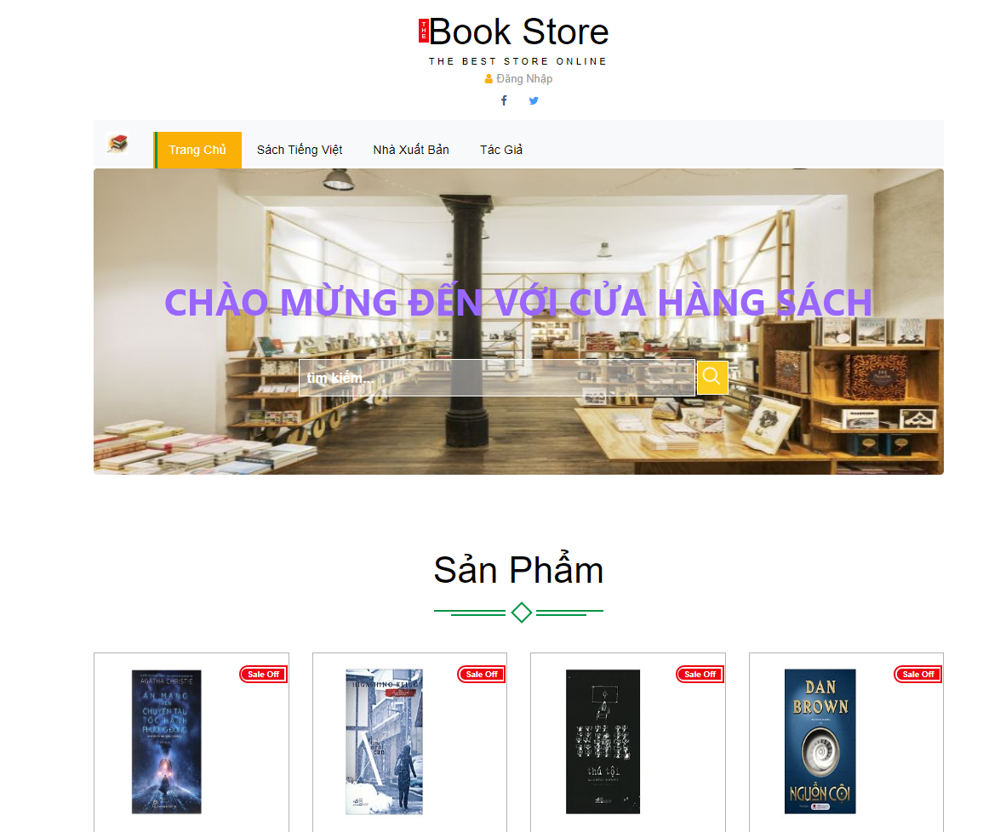 THE
Book Store
THE BEST STORE ONLINE
Đăng Nhập
Trang Chủ
Sách Tiếng Việt
Nhà Xuất Bản
Tác Giả
CHÀO MỪNG ĐẾN VỚI CỬA HÀNG SÁCH
tìm kiếm...
Sản Phẩm
Sale Off
AGATHA CHRISTIE
ÁN MẠNG
TRÊN
CHUYẾN TÀU
TỐC HÀNH
PHƯƠNG ĐÔNG
Sale Off
HIGASHINO KEIGO
Sale Off
thú tội
Sale Off
DAN
BROWN
NGUỒN CỘI